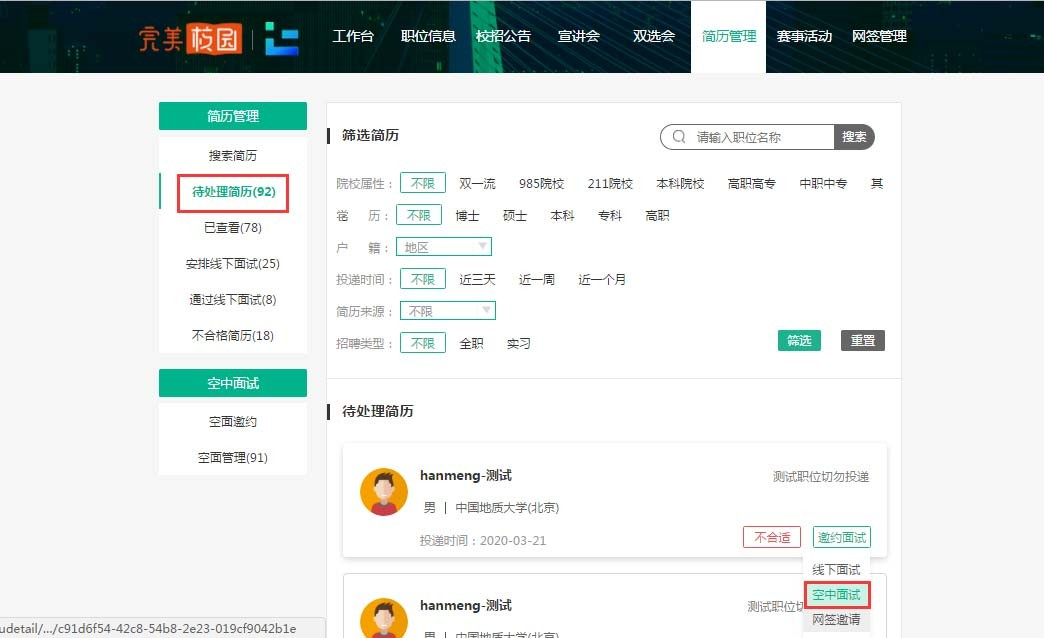 完美校园
工作台 职位信息 校招公告 宣讲会 双选会 简历管理 赛事活动 网签管理
简历管理
搜索简历
待处理简历(92)
已查看(78)
安排线下面试(25)
通过线下面试(8)
不合格简历(18)
空中面试
空面邀约
空面管理(91)
筛选简历
请输入职位名称 搜索
院校属性： 不限 双一流 985院校 211院校 本科院校 高职高专 中职中专 其
历： 不限 博士 硕士 本科 专科 高职
户 籍： 地区
投递时间： 不限 近三天 近一周 近一个月
简历来源： 不限
招聘类型： 不限 全职 实习
筛选 重置
待处理简历
hanmeng-测试 测试职位切勿投递
男 | 中国地质大学(北京)
投递时间：2020-03-21 不合适 邀约面试
线下面试
空中面试
网签邀请
hanmeng-测试 测试职位
男 | 中国地质大学(北京)
udetail/.../c91d6f54-42c8-54b8-2e23-019cf9042b1e